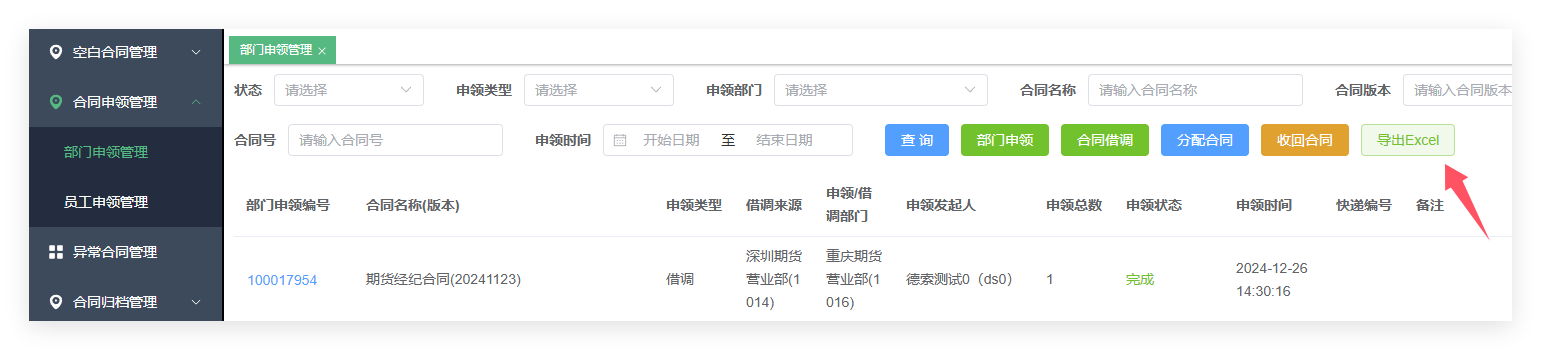 空白合同管理
合同申领管理
部门申领管理
员工申领管理
异常合同管理
合同归档管理
部门申领管理 ×
状态 请选择 申领类型 请选择 申领部门 请选择 合同名称 请输入合同名称 合同版本 请输入合同版本
合同号 请输入合同号 申领时间 开始日期 至 结束日期 查 询 部门申领 合同借调 分配合同 收回合同 导出Excel
部门申领编号 合同名称(版本) 申领类型 借调来源 申领/借
调部门 申领发起人 申领总数 申领状态 申领时间 快递编号 备注
100017954 期货经纪合同(20241123) 借调
深圳期货
营业部(1
014)
重庆期货
营业部(1
016)
德索测试0（ds0） 1 完成
2024-12-26
14:30:16